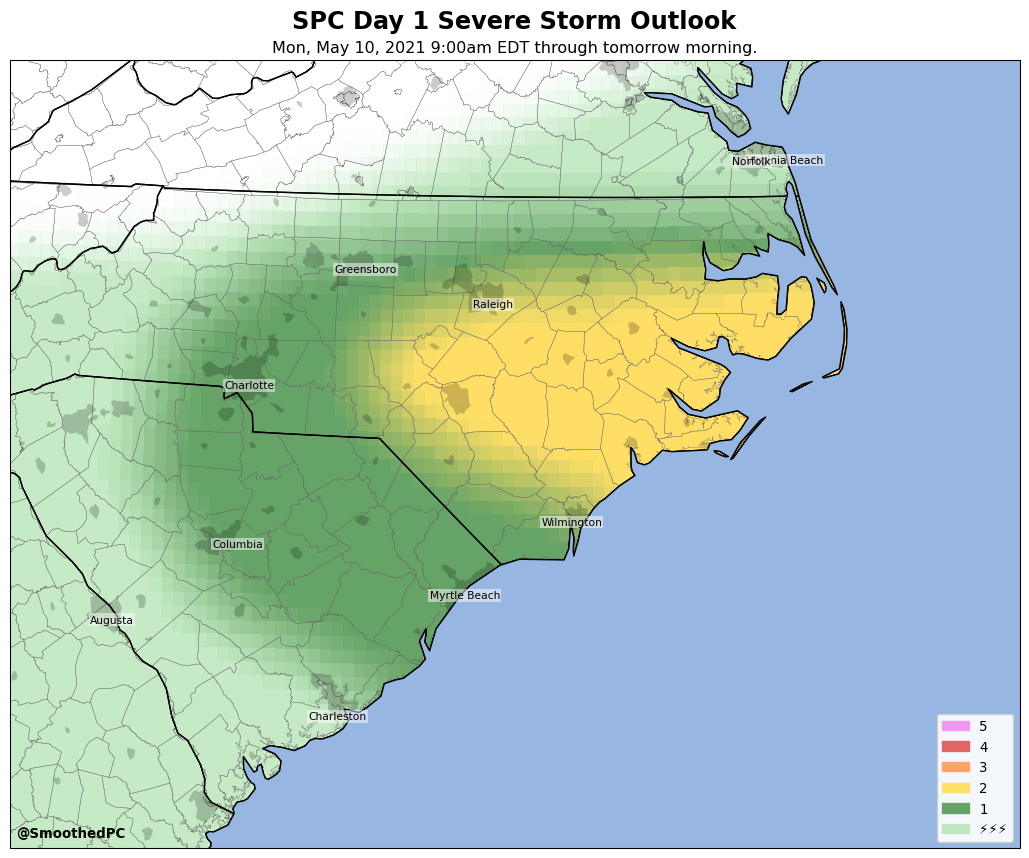 SPC Day 1 Severe Storm Outlook
Mon, May 10, 2021 9:00am EDT through tomorrow morning.
Norfolk
Beach
Greensboro
Raleigh
Charlotte
Wilmington
Columbia
Myrtle Beach
Augusta
Charleston
5
4
3
2
1
⚡⚡⚡
@SmoothedPC